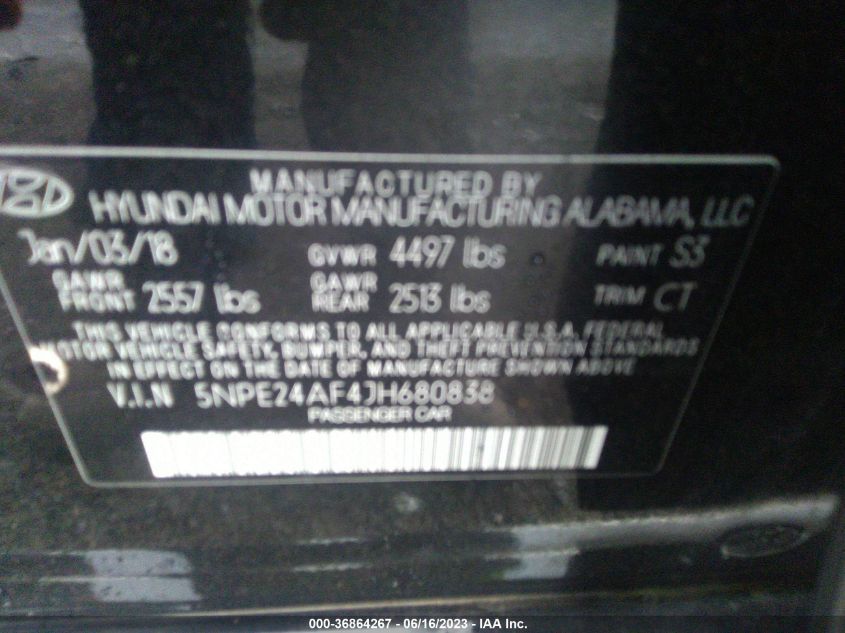 MANUFACTURED BY
HYUNDAI MOTOR MANUFACTURING ALABAMA, LLC
Jan/03/18 GVWR 4497 lbs PAINT S3
GAWR FRONT 2557 lbs GAWR REAR 2513 lbs TRIM CT
THIS VEHICLE CONFORMS TO ALL APPLICABLE U.S.A. FEDERAL
MOTOR VEHICLE SAFETY, BUMPER, AND THEFT PREVENTION STANDARDS
IN EFFECT ON THE DATE OF MANUFACTURE SHOWN ABOVE
V.I.N 5NPE24AF4JH680838
PASSENGER CAR
000-36864267 - 06/16/2023 - IAA Inc.